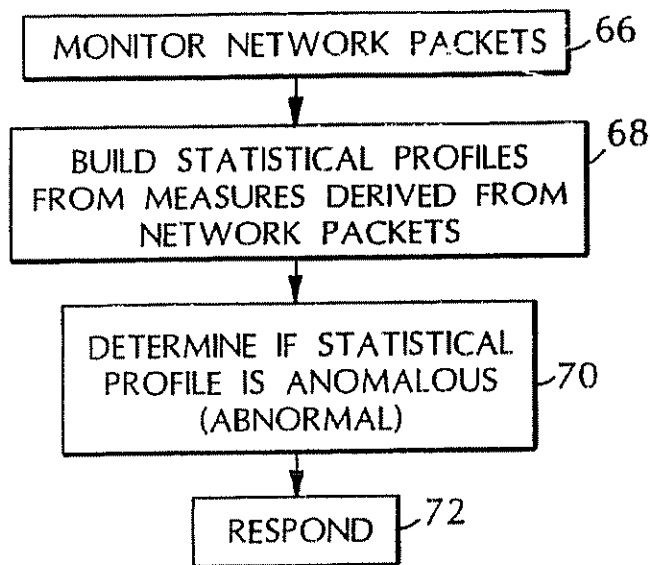 MONITOR NETWORK PACKETS
66
BUILD STATISTICAL PROFILES
FROM MEASURES DERIVED FROM
NETWORK PACKETS
68
DETERMINE IF STATISTICAL
PROFILE IS ANOMALOUS
(ABNORMAL)
70
RESPOND
72